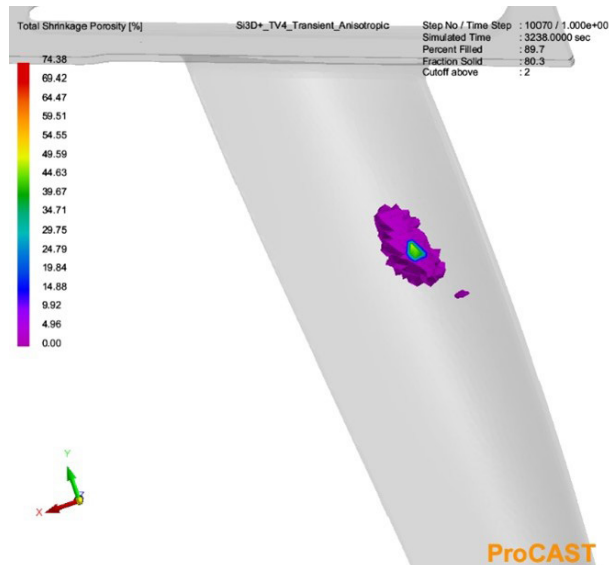 Total Shrinkage Porosity [%]
Si3D+_TV4_Transient_Anisotropic
Step No / Time Step : 10070 / 1.000e+00
Simulated Time : 3238.0000 sec
Percent Filled : 89.7
Fraction Solid : 80.3
Cutoff above : 2
74.38
69.42
64.47
59.51
54.55
49.59
44.63
39.67
34.71
29.75
24.79
19.84
14.88
9.92
4.96
0.00
Y
Z
X
ProCAST